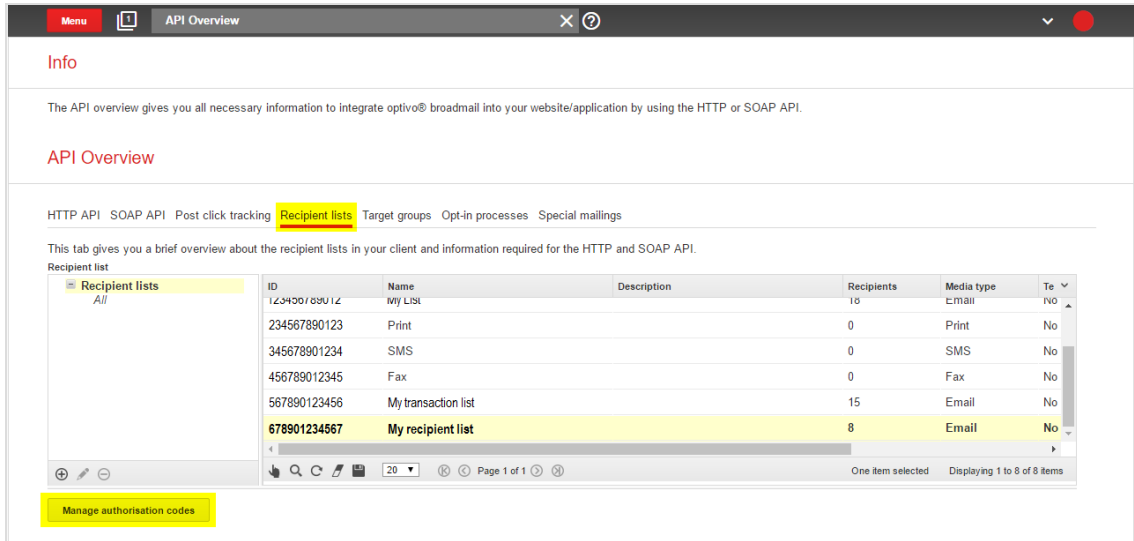 Menu 1 API Overview
Info
The API overview gives you all necessary information to integrate optivo® broadmail into your website/application by using the HTTP or SOAP API.
API Overview
HTTP API SOAP API Post click tracking Recipient lists Target groups Opt-in processes Special mailings
This tab gives you a brief overview about the recipient lists in your client and information required for the HTTP and SOAP API.
Recipient list
Recipient lists
All
ID Name Description Recipients Media type Te
123456789012 My List 18 Email No
234567890123 Print 0 Print No
345678901234 SMS 0 SMS No
456789012345 Fax 0 Fax No
567890123456 My transaction list 15 Email No
678901234567 My recipient list 8 Email No
20 Page 1 of 1 One item selected Displaying 1 to 8 of 8 items
Manage authorisation codes